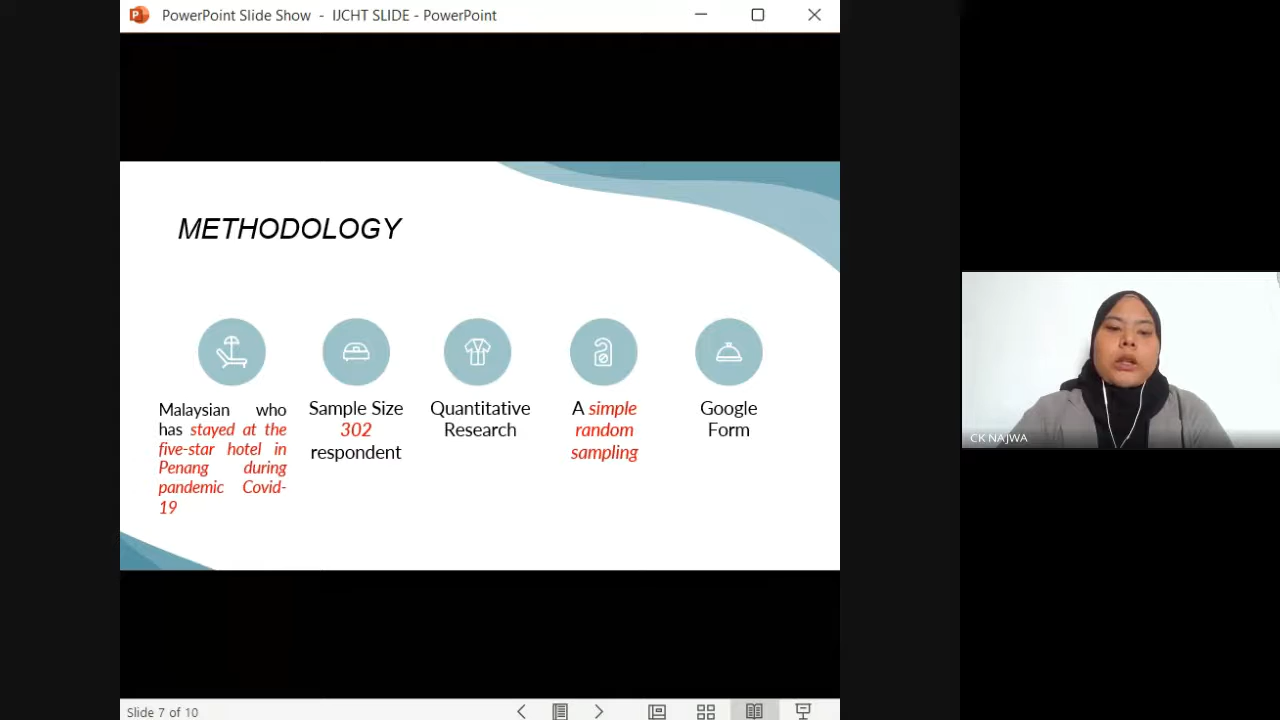 PowerPoint Slide Show - IJCHT SLIDE - PowerPoint
METHODOLOGY
Malaysian who
has stayed at the
five-star hotel in
Penang during
pandemic Covid-
19
Sample Size
302
respondent
Quantitative
Research
A simple
random
sampling
Google
Form
CK NAJWA
Slide 7 of 10